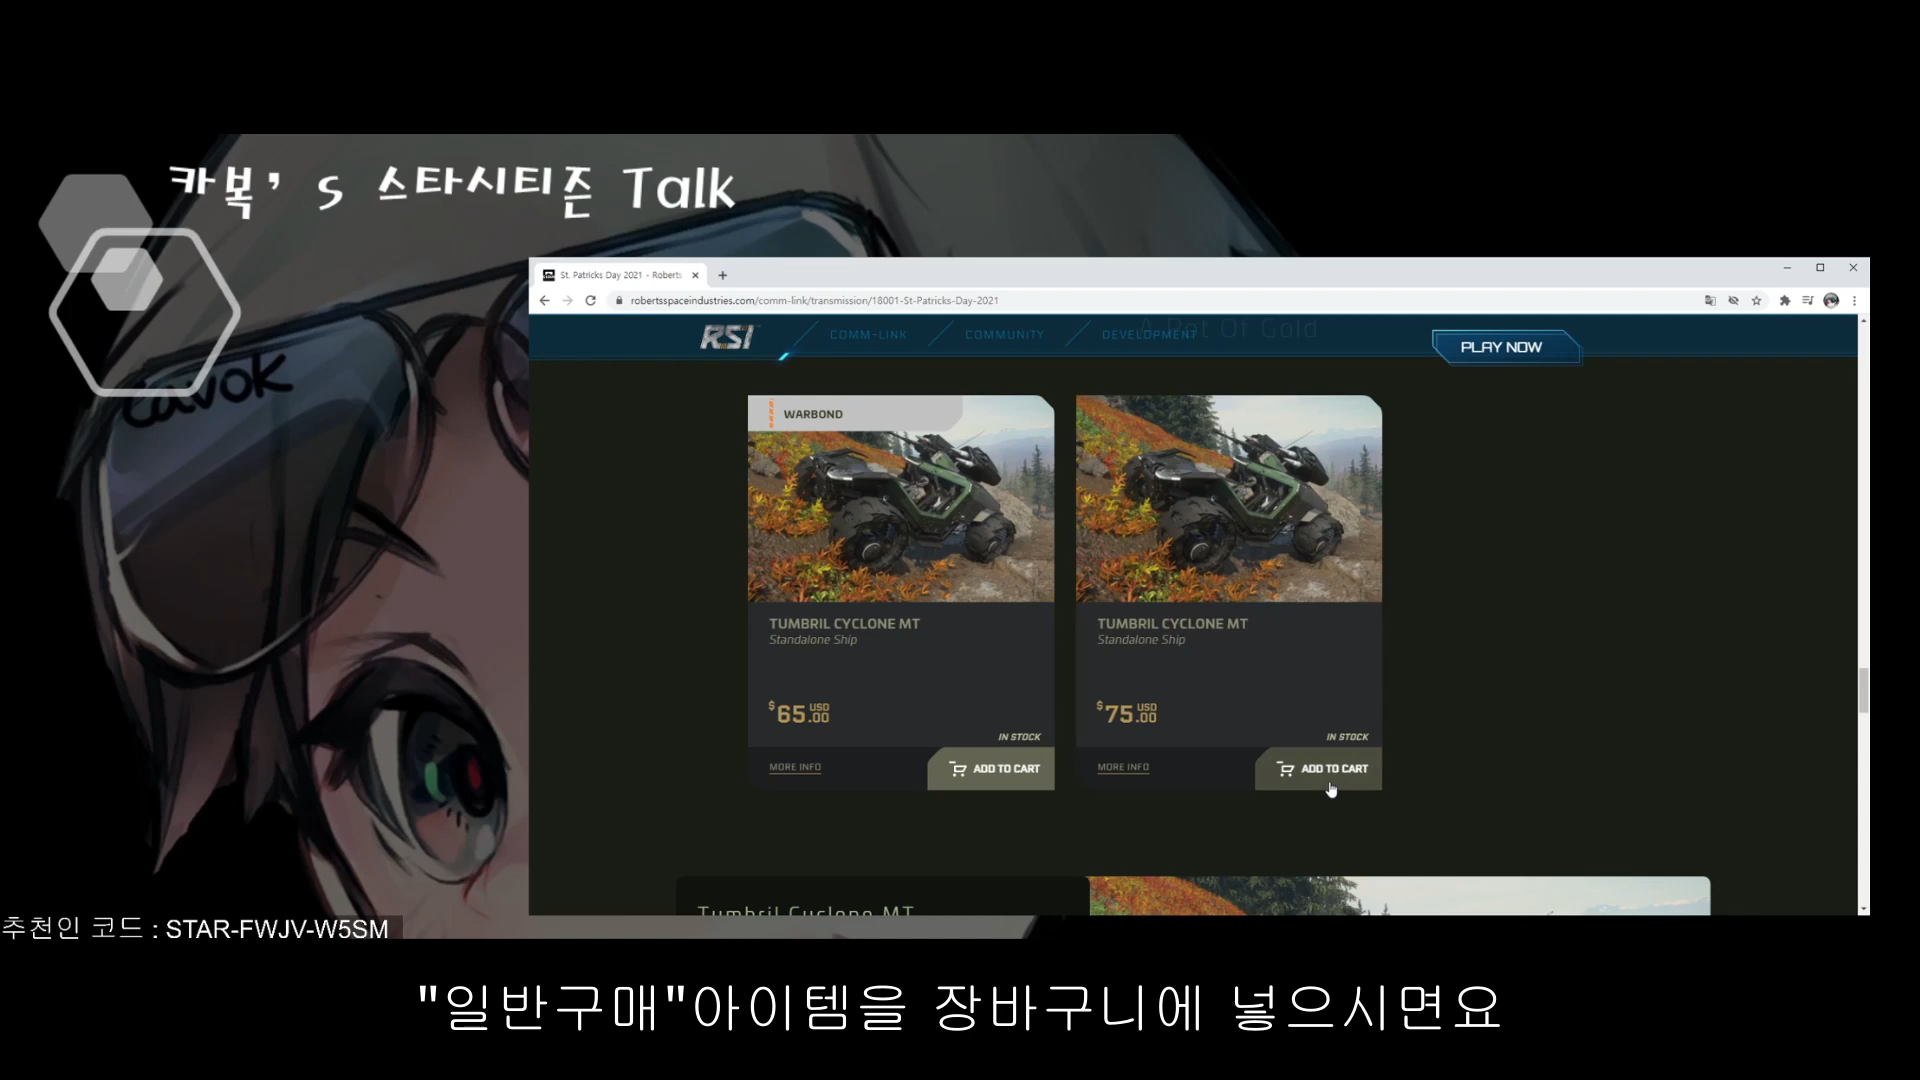 카복's 스타시티즌 Talk
cavok
St. Patricks Day 2021 - Roberts
robertsspaceindustries.com/comm-link/transmission/18001-St-Patricks-Day-2021
RSI
COMM-LINK
COMMUNITY
DEVELOPMENT
A Pot Of Gold
PLAY NOW
WARBOND
TUMBRIL CYCLONE MT
Standalone Ship
$65.00 USD
IN STOCK
MORE INFO
ADD TO CART
TUMBRIL CYCLONE MT
Standalone Ship
$75.00 USD
IN STOCK
MORE INFO
ADD TO CART
Tumbril Cyclone MT
추천인 코드 : STAR-FWJV-W5SM
"일반구매"아이템을 장바구니에 넣으시면요